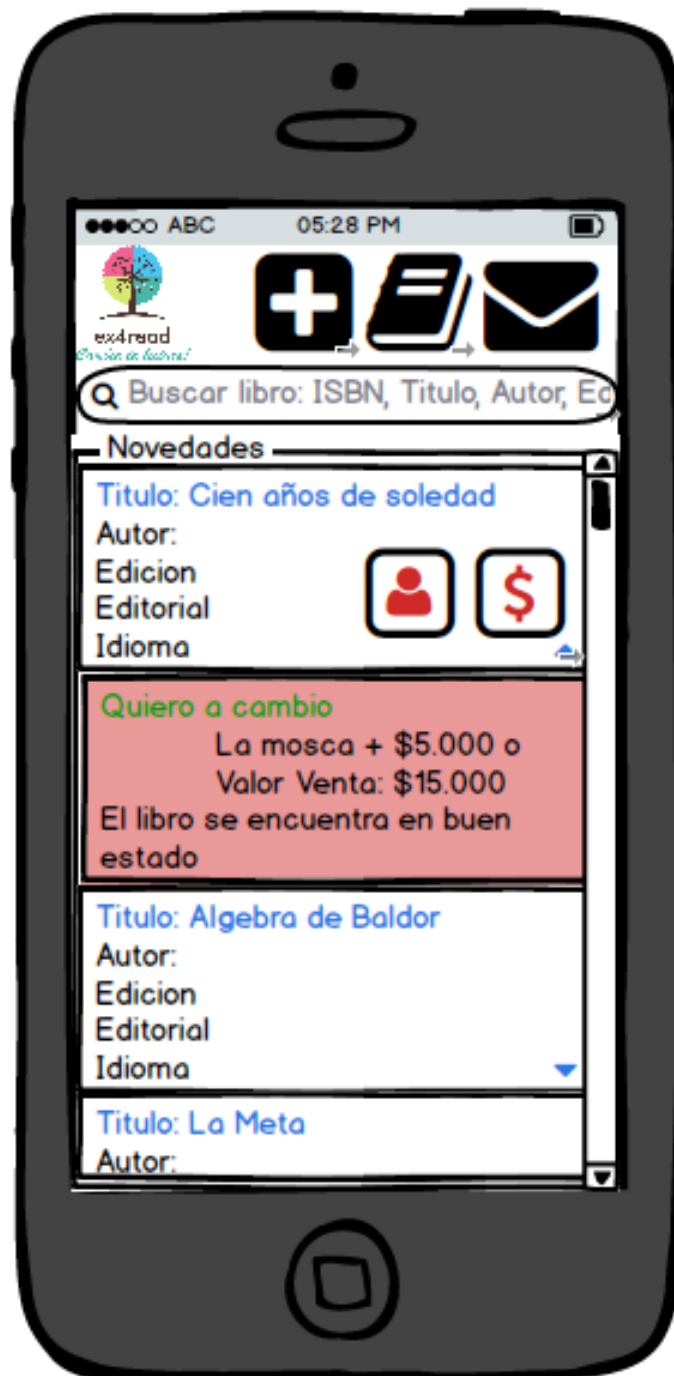 ABC 05:28 PM
ex4read
Buscar libro: ISBN, Titulo, Autor, Ed
Novedades
Titulo: Cien años de soledad
Autor:
Edicion
Editorial
Idioma
$
Quiero a cambio
La mosca + $5.000 o
Valor Venta: $15.000
El libro se encuentra en buen
estado
Titulo: Algebra de Baldor
Autor:
Edicion
Editorial
Idioma
Titulo: La Meta
Autor: